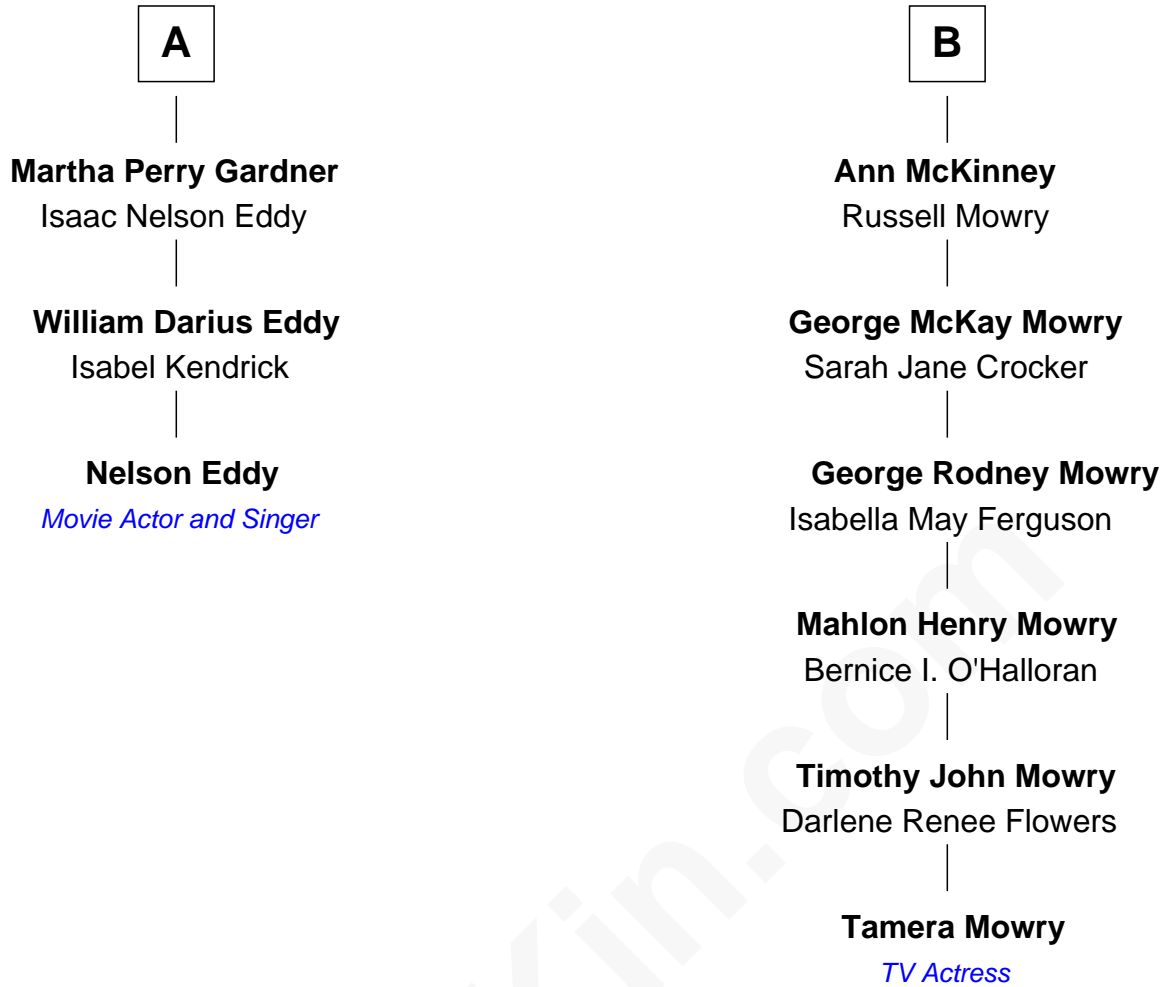 A
Martha Perry Gardner
Isaac Nelson Eddy
William Darius Eddy
Isabel Kendrick
Nelson Eddy
Movie Actor and Singer
B
Ann McKinney
Russell Mowry
George McKay Mowry
Sarah Jane Crocker
George Rodney Mowry
Isabella May Ferguson
Mahlon Henry Mowry
Bernice I. O'Halloran
Timothy John Mowry
Darlene Renee Flowers
Tamera Mowry
TV Actress
Kin.com